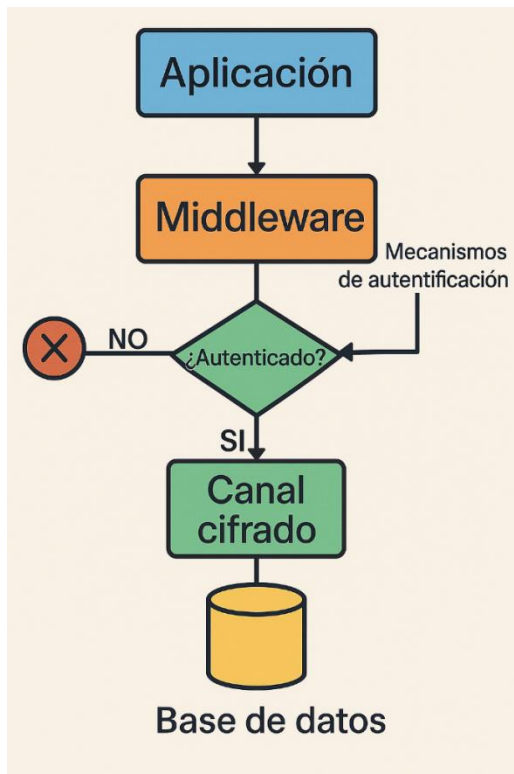 Aplicación
Middleware
Mecanismos
de autentificación
NO
¿Autenticado?
SI
Canal
cifrado
Base de datos